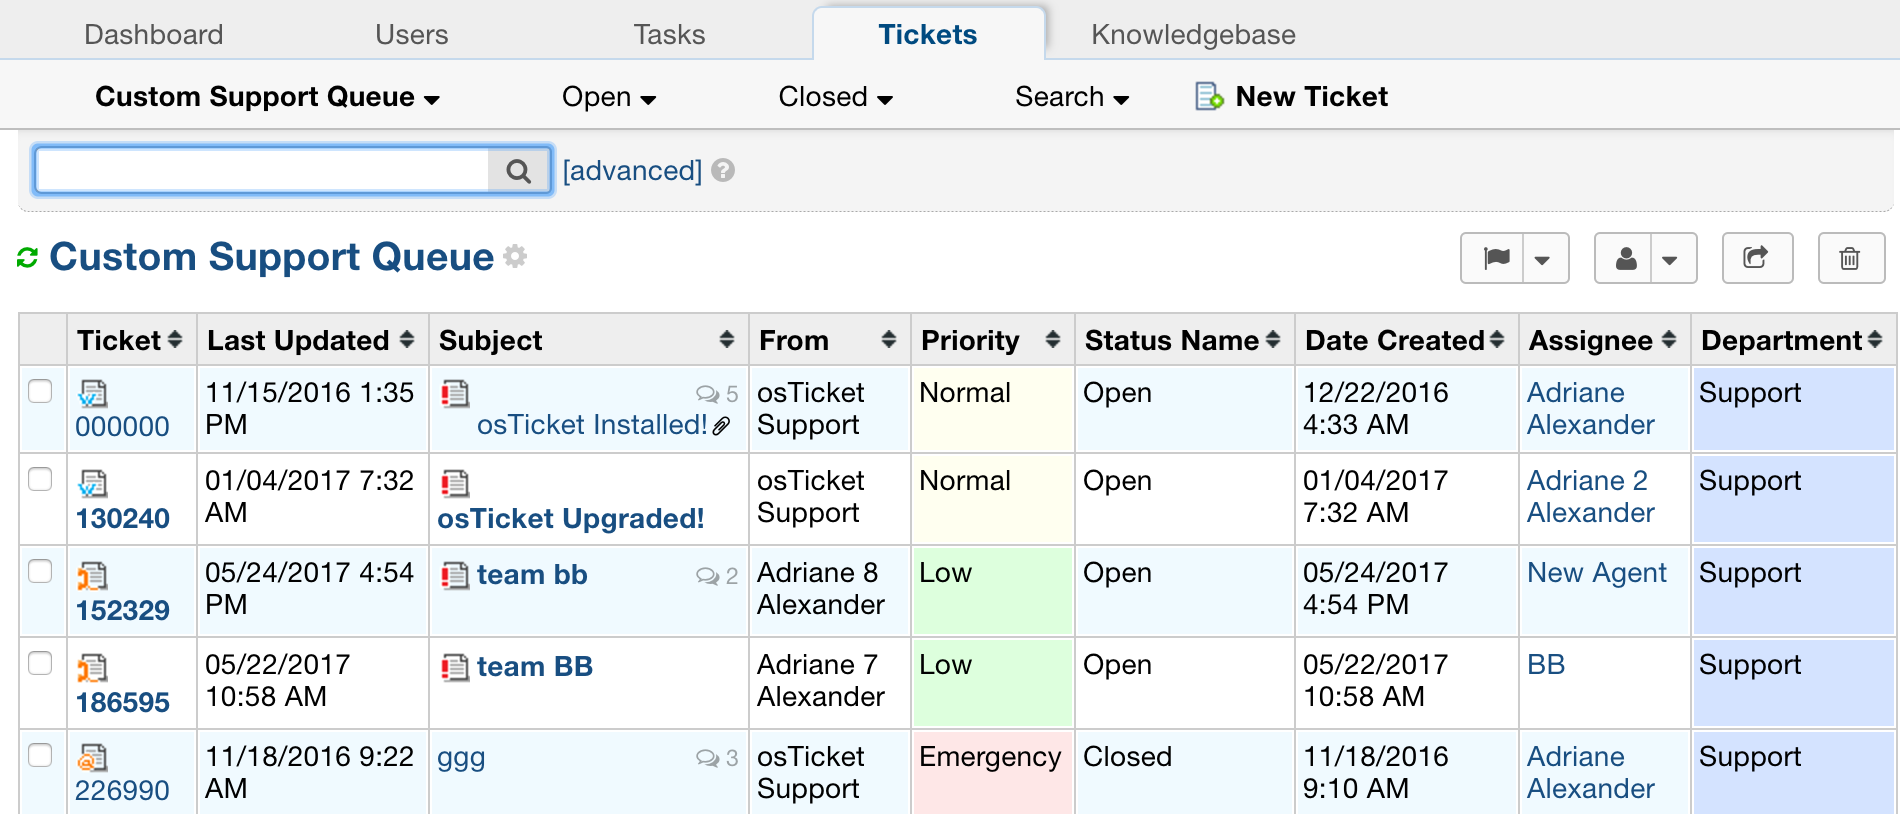 Dashboard Users Tasks Tickets Knowledgebase
Custom Support Queue Open Closed Search New Ticket
[advanced] ?
Custom Support Queue
Ticket Last Updated Subject From Priority Status Name Date Created Assignee Department
11/15/2016 1:35 5 osTicket Normal Open 12/22/2016 Adriane Support
000000 PM osTicket Installed! Support 4:33 AM Alexander
01/04/2017 7:32 osTicket Normal Open 01/04/2017 Adriane 2 Support
130240 AM osTicket Upgraded! Support 7:32 AM Alexander
05/24/2017 4:54 team bb 2 Adriane 8 Low Open 05/24/2017 New Agent Support
152329 PM Alexander 4:54 PM
05/22/2017 team BB Adriane 7 Low Open 05/22/2017 BB Support
186595 10:58 AM Alexander 10:58 AM
11/18/2016 9:22 ggg 3 osTicket Emergency Closed 11/18/2016 Adriane Support
226990 AM Support 9:10 AM Alexander